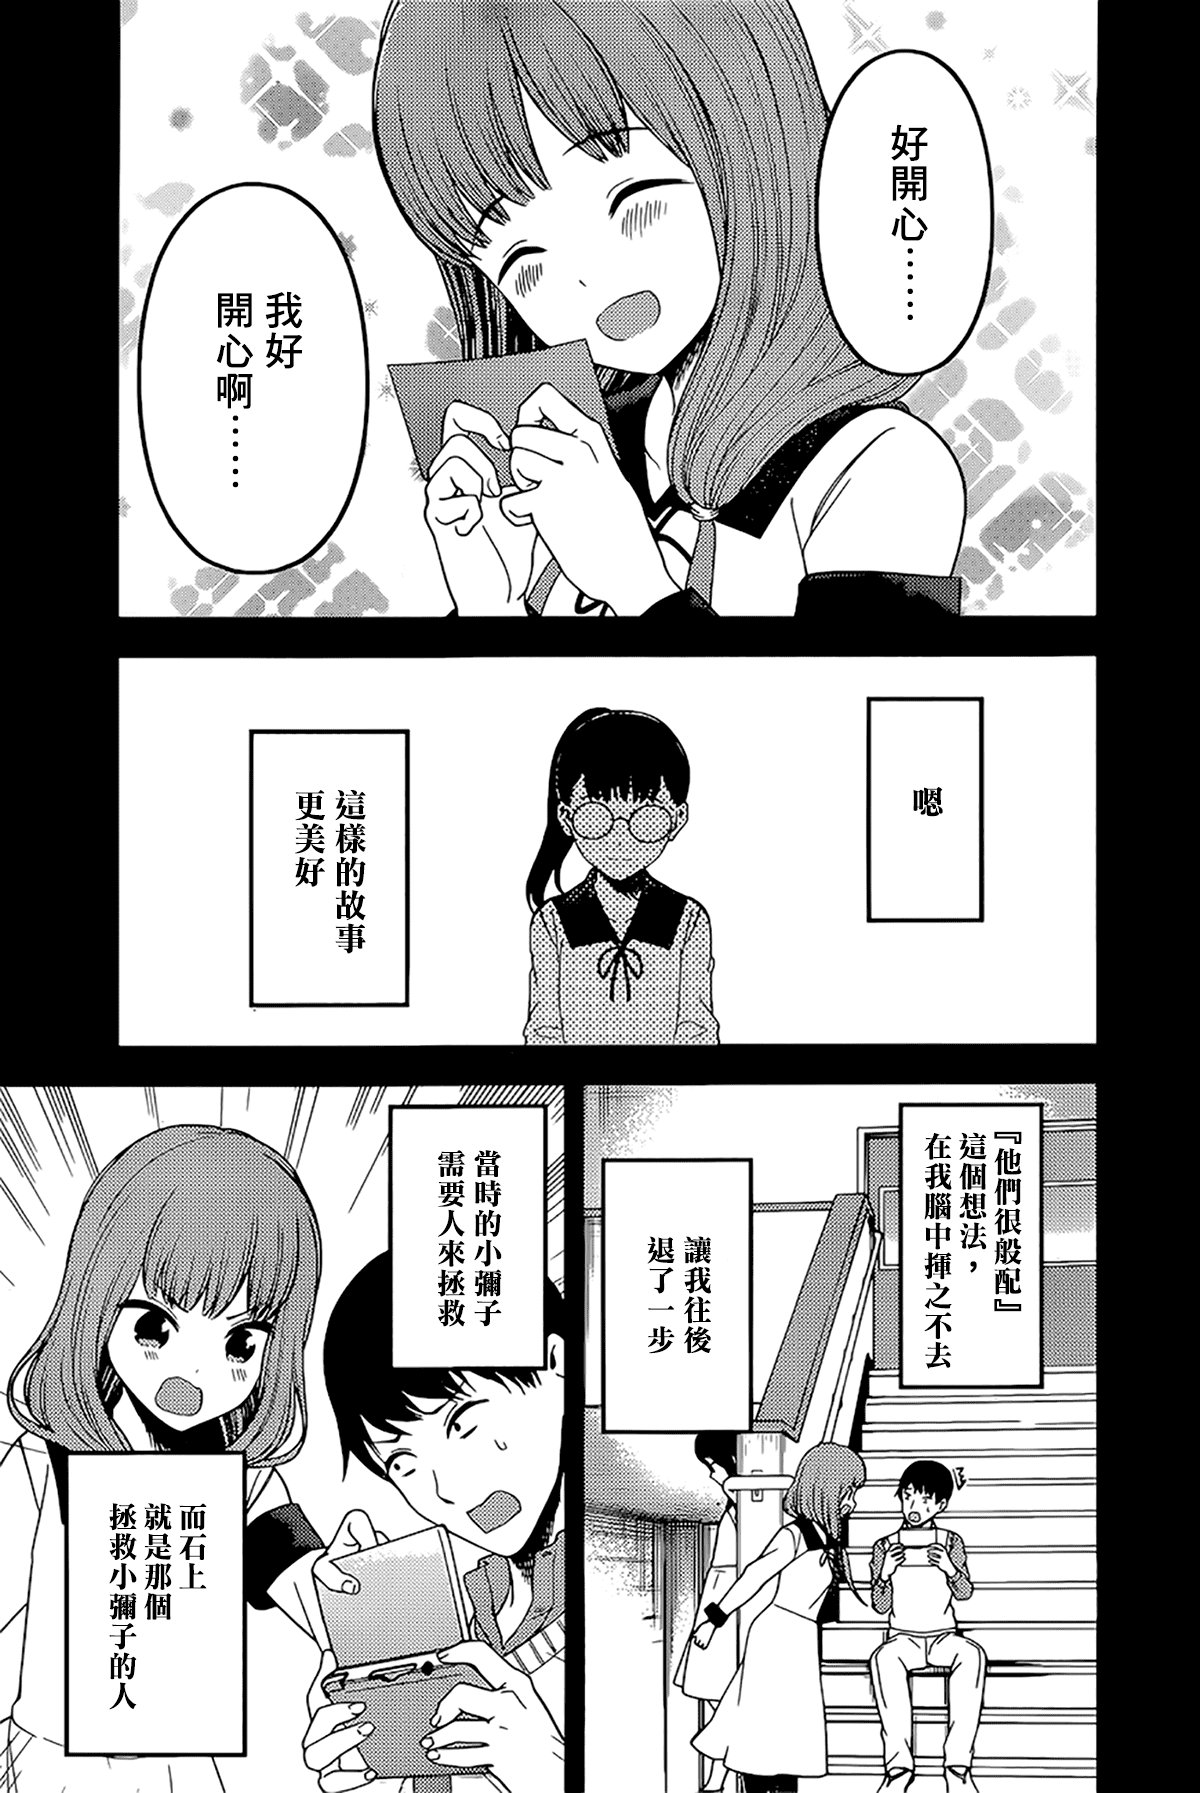 好開心……
我好
開心啊……
嗯
這樣的故事
更美好
『他們很般配』
這個想法，
在我腦中揮之不去
讓我往後
退了一步
當時的小彌子
需要人來拯救
而石上
就是那個
拯救小彌子的人